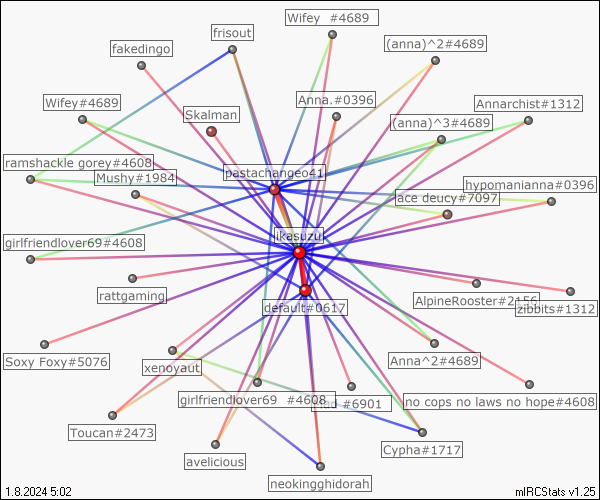 Wifey  #4689
frisout
(anna)^2#4689
fakedingo
Wifey#4689
Anna.#0396
Annarchist#1312
Skalman
(anna)^3#4689
ramshackle gorey#4608
pastachangeo41
Mushy#1984
hypomanianna#0396
ace deucy#7097
ikasuzu
girlfriendlover69#4608
rattgaming
default#0617
AlpineRooster#2156
zibbits#1312
Soxy Foxy#5076
xenoyaut
Anna^2#4689
girlfriendlover69  #4608
#6901
no cops no laws no hope#4608
Toucan#2473
Cypha#1717
avelicious
neokingghidorah
1.8.2024 5:02
mIRCStats v1.25